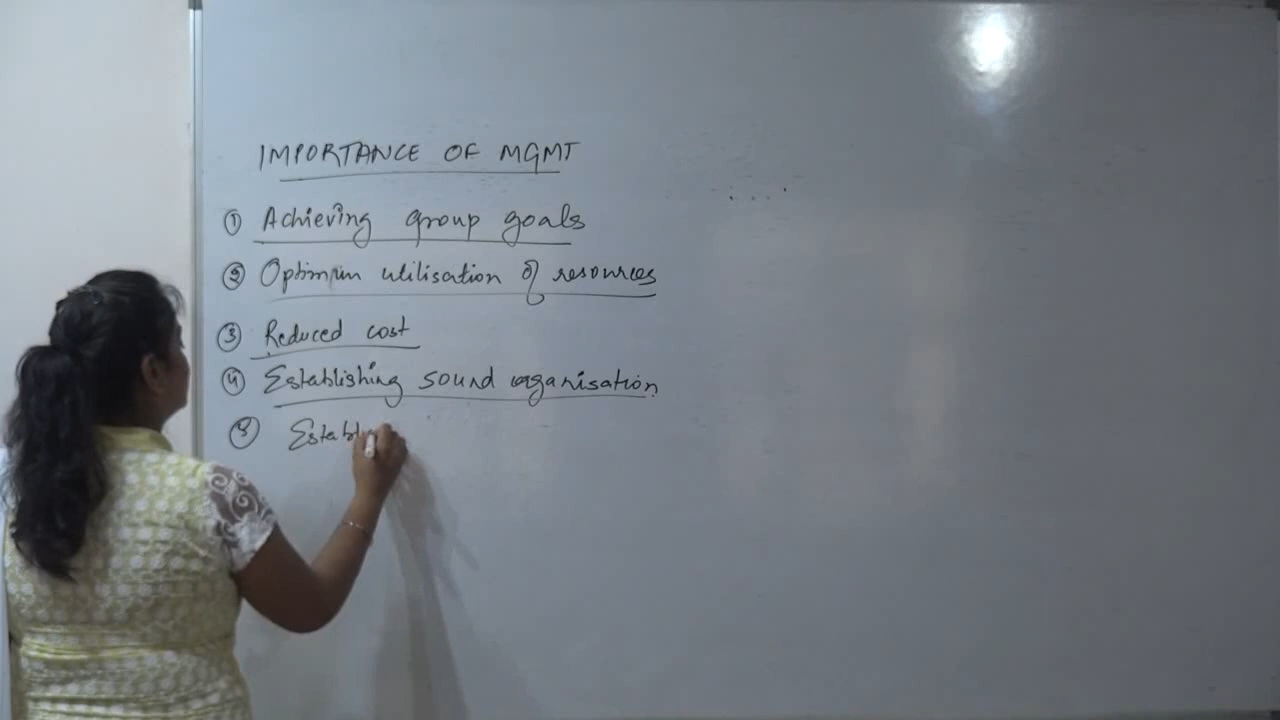 IMPORTANCE OF MGMT
① Achieving group goals
② Optimum utilisation of resources
③ Reduced cost
④ Establishing sound organisation
⑤ Establ